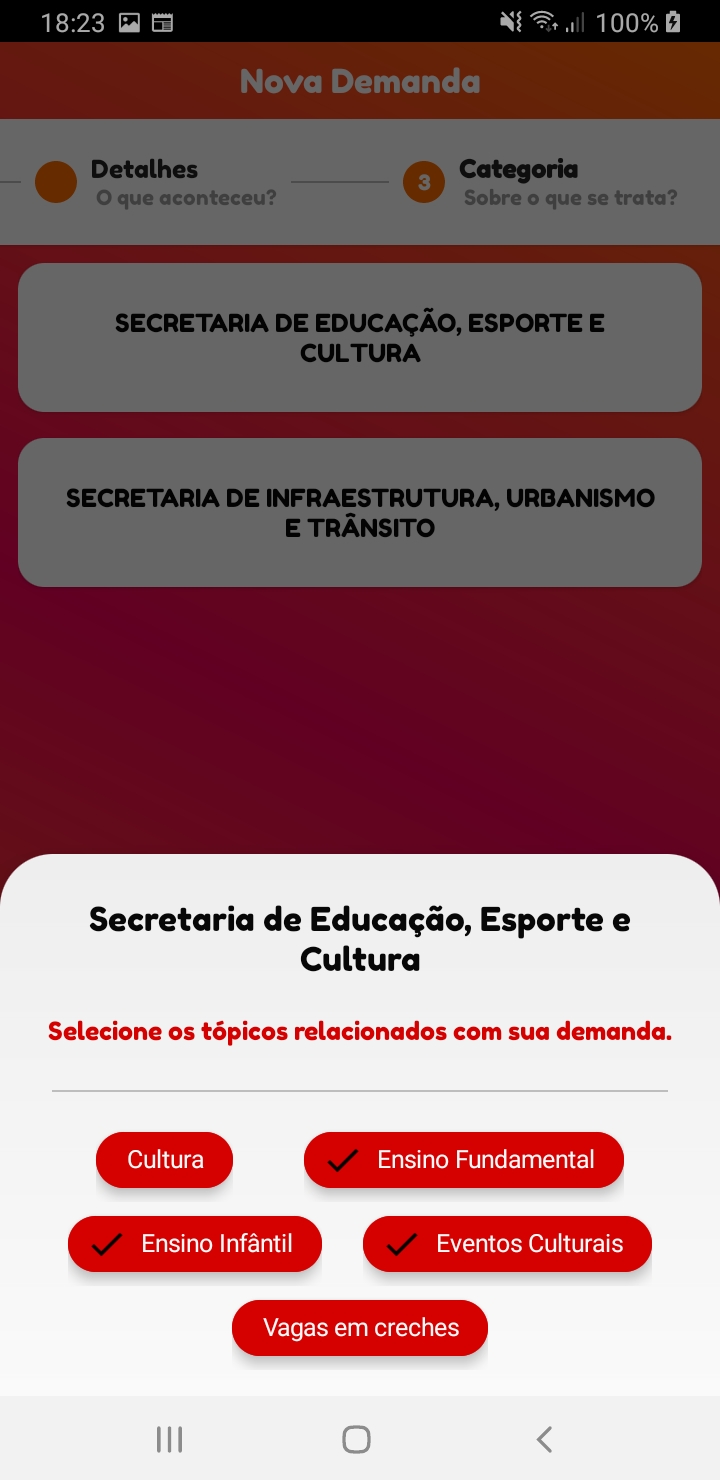 18:23
100%
Nova Demanda
Detalhes
O que aconteceu?
3
Categoria
Sobre o que se trata?
SECRETARIA DE EDUCAÇÃO, ESPORTE E
CULTURA
SECRETARIA DE INFRAESTRUTURA, URBANISMO
E TRÂNSITO
Secretaria de Educação, Esporte e
Cultura
Selecione os tópicos relacionados com sua demanda.
Cultura
Ensino Fundamental
Ensino Infântil
Eventos Culturais
Vagas em creches